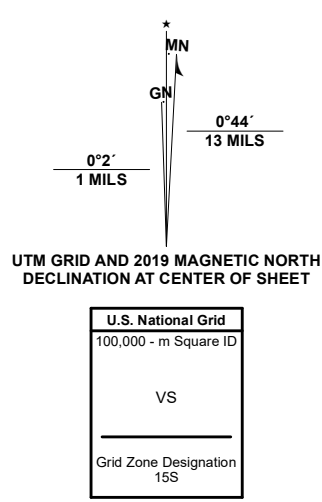 ★
MN
GN
0°44´
13 MILS
0°2´
1 MILS
UTM GRID AND 2019 MAGNETIC NORTH
DECLINATION AT CENTER OF SHEET
U.S. National Grid
100,000 - m Square ID
VS
Grid Zone Designation
15S